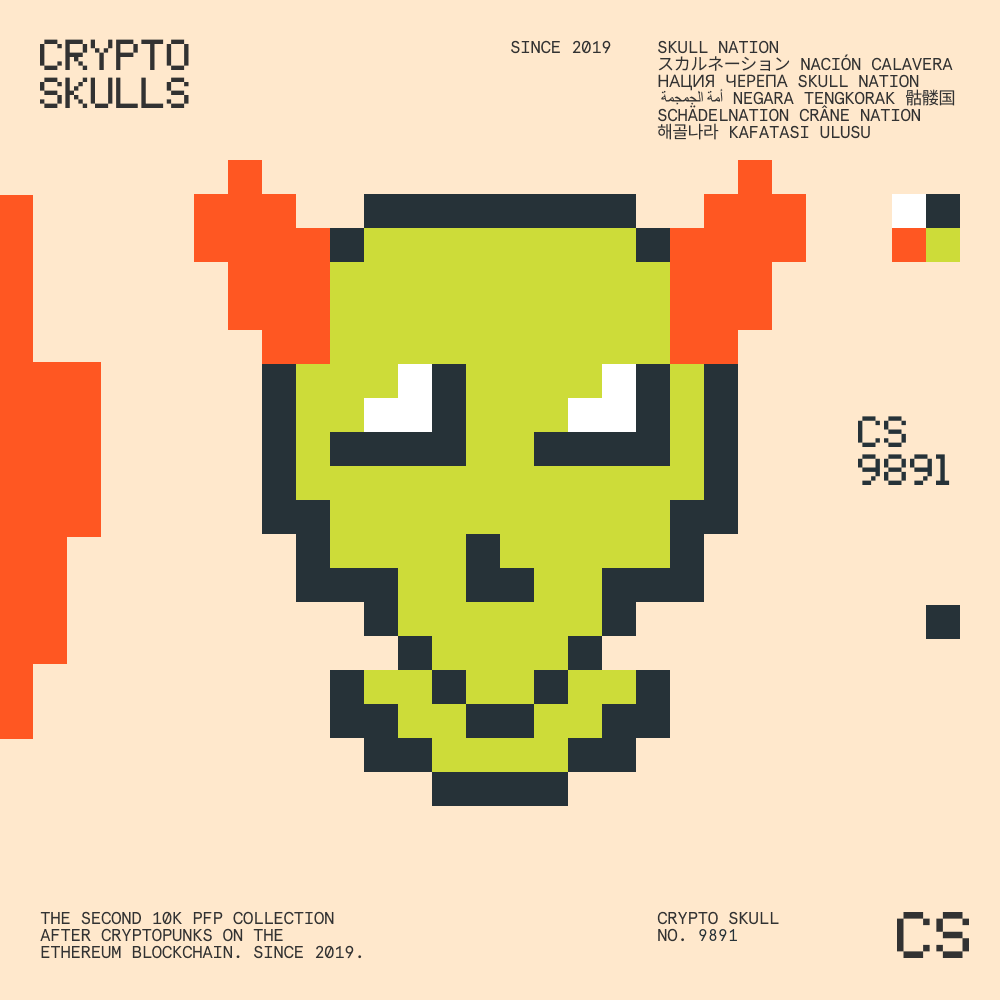 CRYPTO
SKULLS
SINCE 2019
SKULL NATION
スカルネーション NACIÓN CALAVERA
НАЦИЯ ЧЕРЕПА SKULL NATION
أمة الجمجمة NEGARA TENGKORAK 骷髅国
SCHÄDELNATION CRÂNE NATION
해골나라 KAFATASI ULUSU
CS
9891
THE SECOND 10K PFP COLLECTION
AFTER CRYPTOPUNKS ON THE
ETHEREUM BLOCKCHAIN. SINCE 2019.
CRYPTO SKULL
NO. 9891
CS